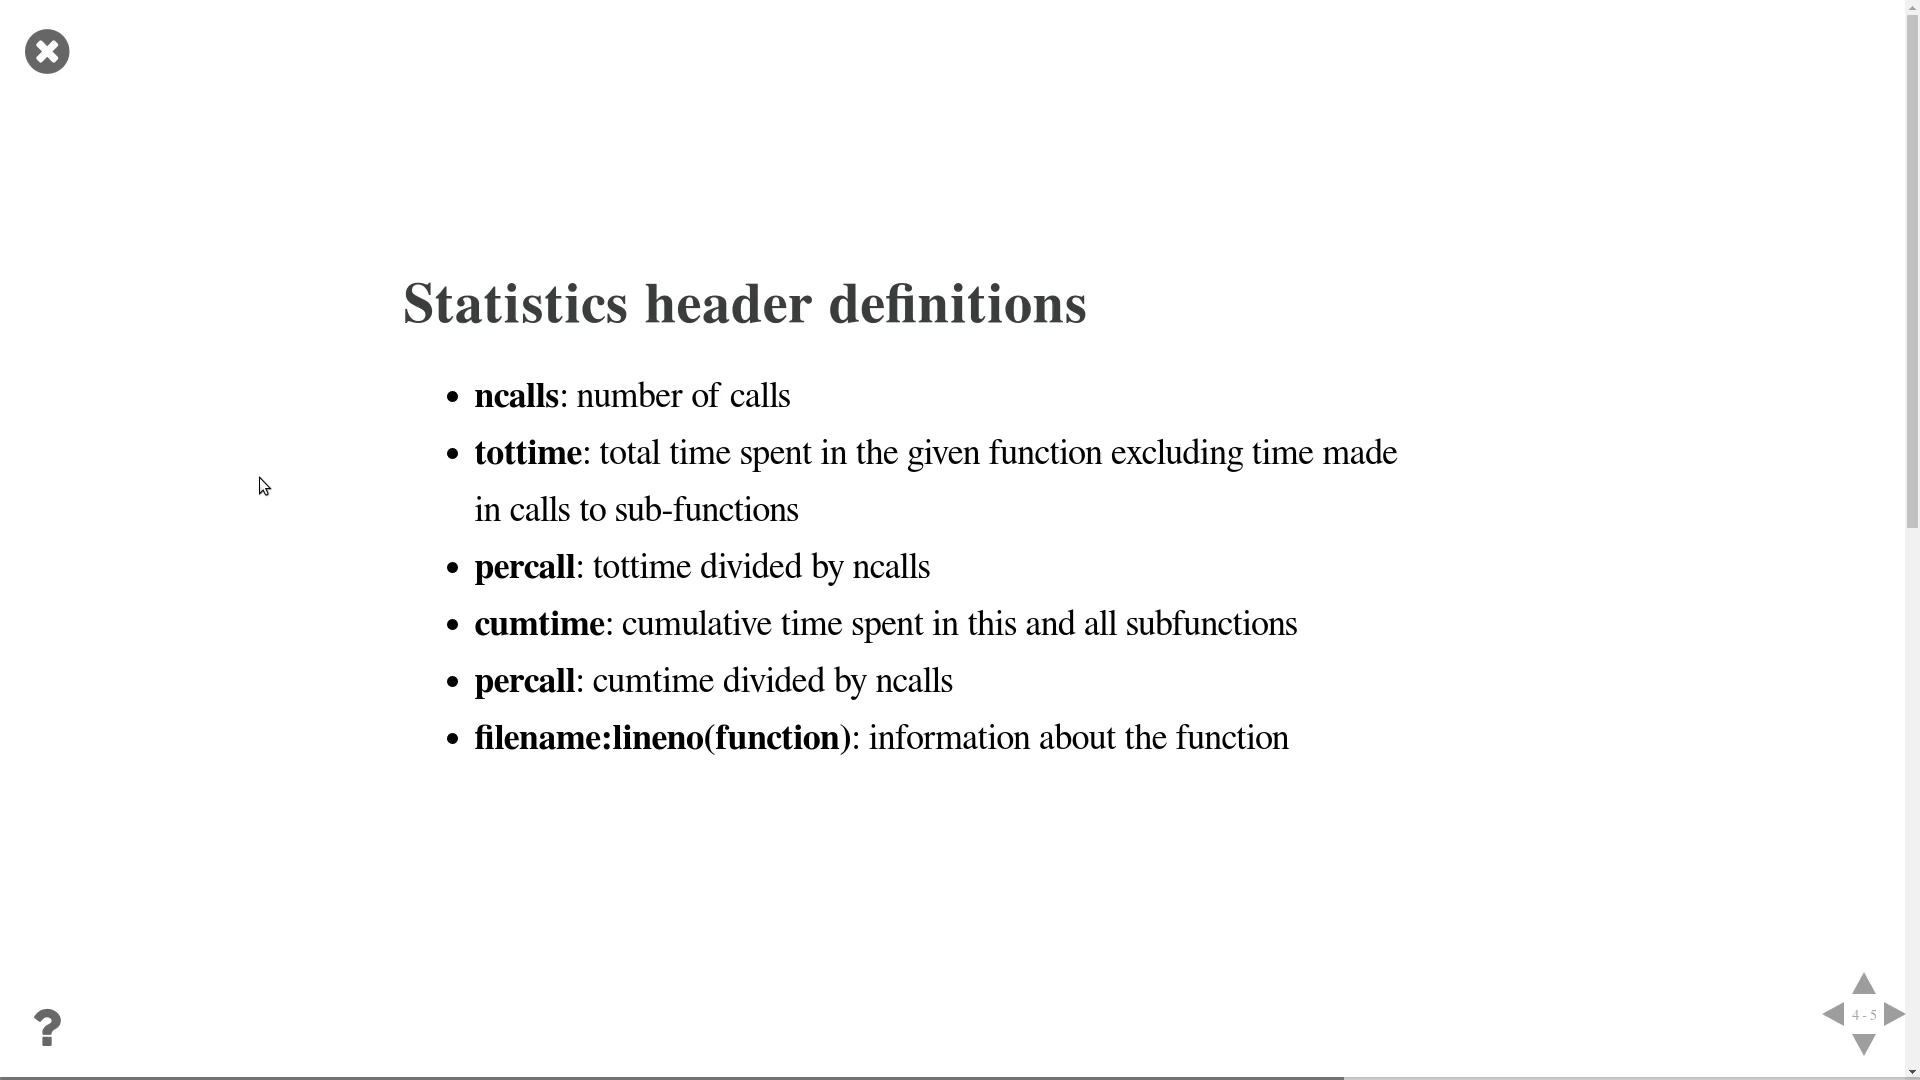 Statistics header definitions
• ncalls: number of calls
• tottime: total time spent in the given function excluding time made
in calls to sub-functions
• percall: tottime divided by ncalls
• cumtime: cumulative time spent in this and all subfunctions
• percall: cumtime divided by ncalls
• filename:lineno(function): information about the function
?
4 - 5